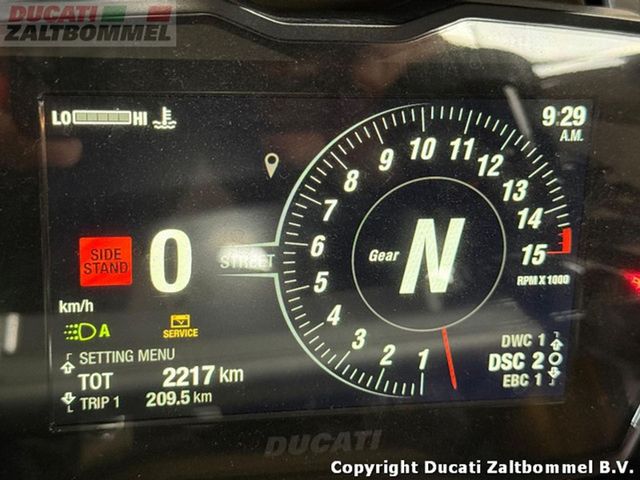 DUCATI
ZALTBOMMEL
LO HI
9:29
A.M.
SIDE
STAND
0
km/h
A
SERVICE
STREET
SETTING MENU
TOT 2217 km
TRIP 1 209.5 km
1
2
3
4
5
6
7
8
9
10
11
12
13
14
15
RPM X 1000
Gear N
DWC 1
DSC 2
EBC 1
DUCATI
Copyright Ducati Zaltbommel B.V.